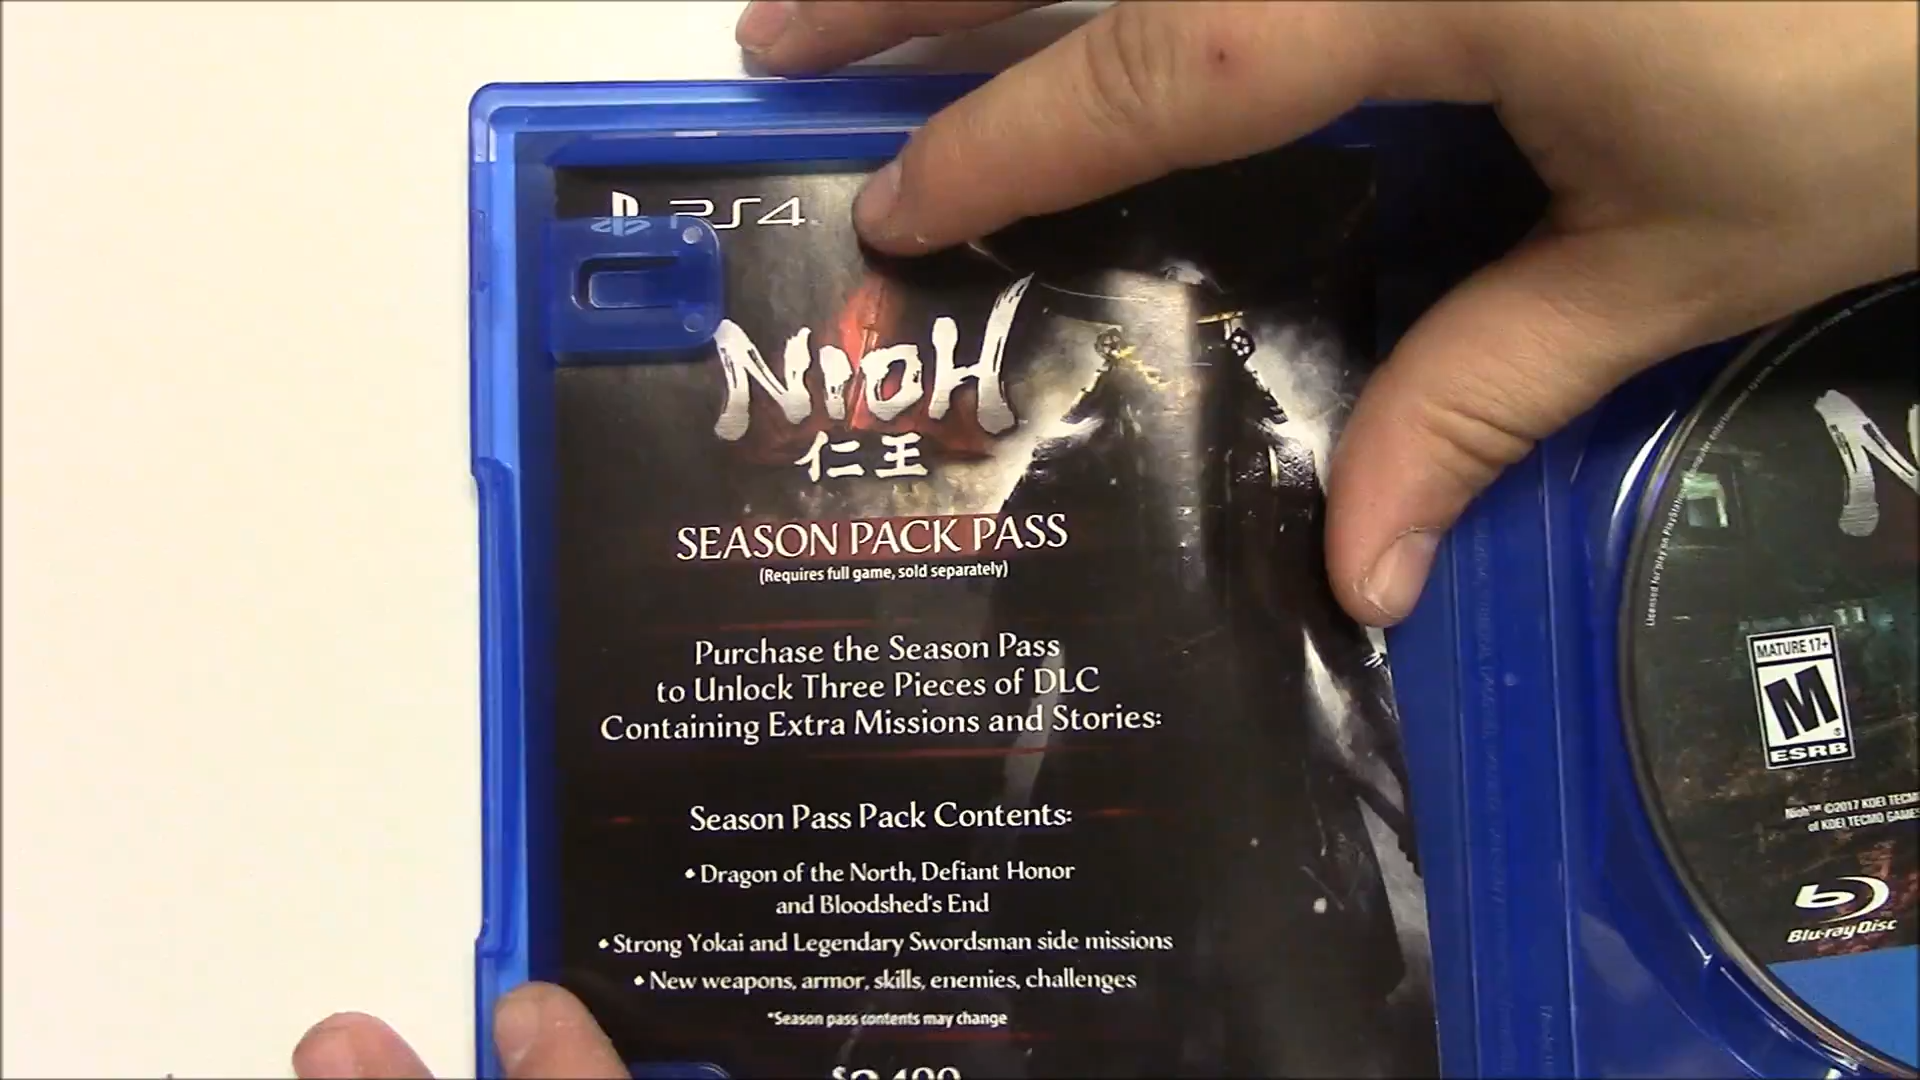 PS4
NIOH
仁王
SEASON PACK PASS
(Requires full game, sold separately)
Purchase the Season Pass
to Unlock Three Pieces of DLC
Containing Extra Missions and Stories:
Season Pass Pack Contents:
• Dragon of the North, Defiant Honor
and Bloodshed's End
• Strong Yokai and Legendary Swordsman side missions
• New weapons, armor, skills, enemies, challenges
*Season pass contents may change
MATURE 17+
M
ESRB
Nioh™ ©2017 KOEI TECMO
of KOEI TECMO GAMES
Blu-ray Disc